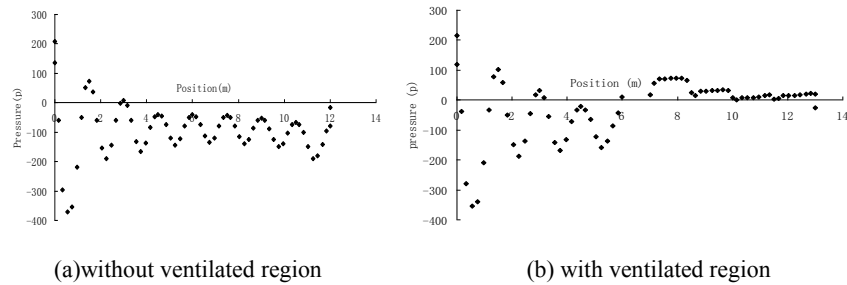 300
200
100
0
-100
-200
-300
-400
Pressure(p)
Position(m)
0 2 4 6 8 10 12 14
300
200
100
0
-100
-200
-300
-400
pressure (p)
Position (m)
0 2 4 6 8 10 12 14
(a)without ventilated region
(b) with ventilated region